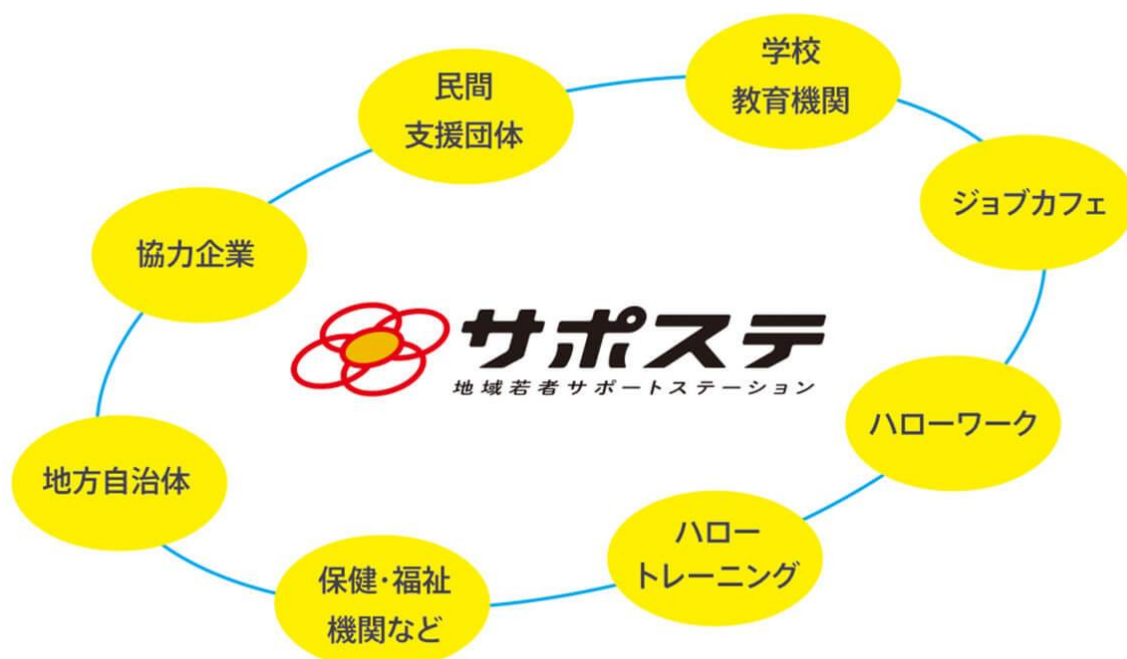 学校
教育機関
民間
支援団体
ジョブカフェ
協力企業
サポステ
地域若者サポートステーション
ハローワーク
地方自治体
ハロー
トレーニング
保健・福祉
機関など